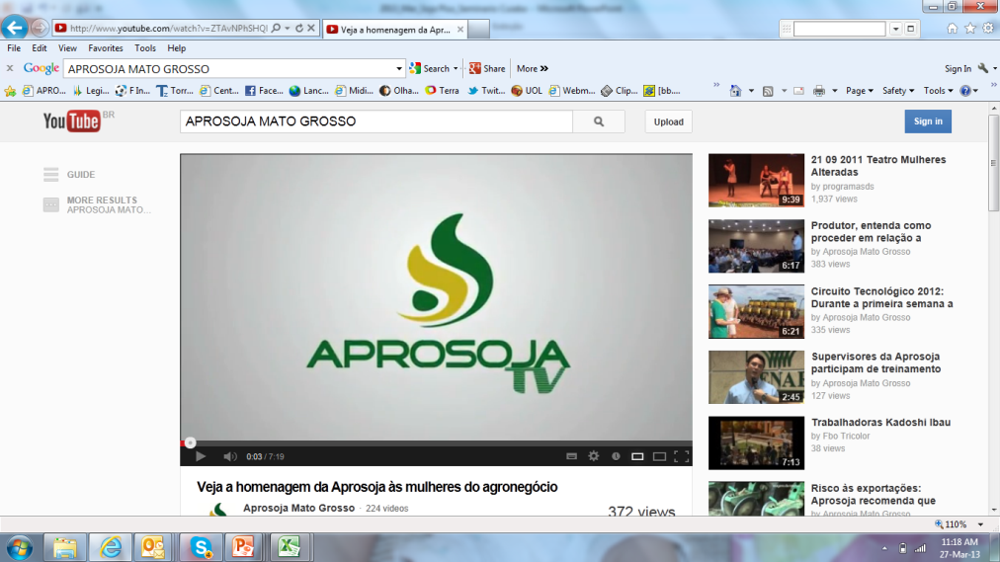 2013_Mar_Soja Plus_Seminario Cuiaba - Microsoft PowerPoint
http://www.youtube.com/watch?v=ZTAvNPhSHQI
Veja a homenagem da Apr...
File Edit View Favorites Tools Help
x Google APROSOJA MATO GROSSO Search Share More » Sign In
APRO... Legi... F In... Torr... Cent... Face... Lanc... Midi... Olha... Terra Twit... UOL Webm... Clip... [bb.... » Page Safety Tools »
YouTube BR
APROSOJA MATO GROSSO
Upload
Sign in
GUIDE
MORE RESULTS
APROSOJA MATO...
APROSOJA
TV
0:03 / 7:19
Veja a homenagem da Aprosoja às mulheres do agronegócio
Aprosoja Mato Grosso · 224 videos
372 views
9:39
21 09 2011 Teatro Mulheres
Alteradas
by programasds
1,937 views
6:17
Produtor, entenda como
proceder em relação a
by Aprosoja Mato Grosso
383 views
6:21
Circuito Tecnológico 2012:
Durante a primeira semana a
by Aprosoja Mato Grosso
335 views
ENAR
2:45
Supervisores da Aprosoja
participam de treinamento
by Aprosoja Mato Grosso
127 views
7:13
Trabalhadoras Kadoshi Ibau
by Fbo Tricolor
38 views
Risco às exportações:
Aprosoja recomenda que
by Aprosoja Mato Grosso
110%
4
11:18 AM
27-Mar-13